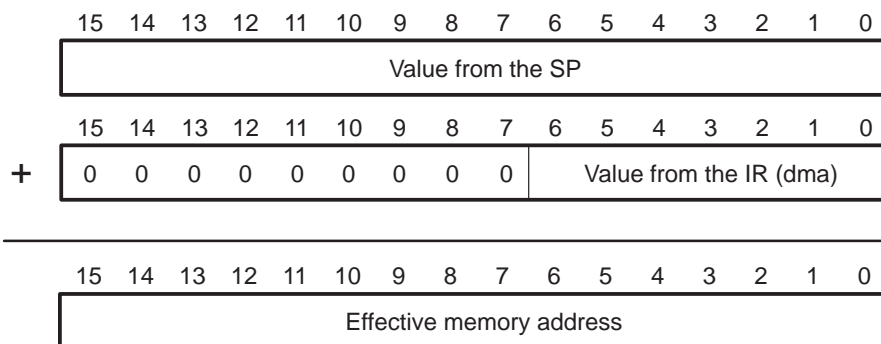 15 14 13 12 11 10 9 8 7 6 5 4 3 2 1 0
Value from the SP
15 14 13 12 11 10 9 8 7 6 5 4 3 2 1 0
+ 0 0 0 0 0 0 0 0 0 Value from the IR (dma)
15 14 13 12 11 10 9 8 7 6 5 4 3 2 1 0
Effective memory address